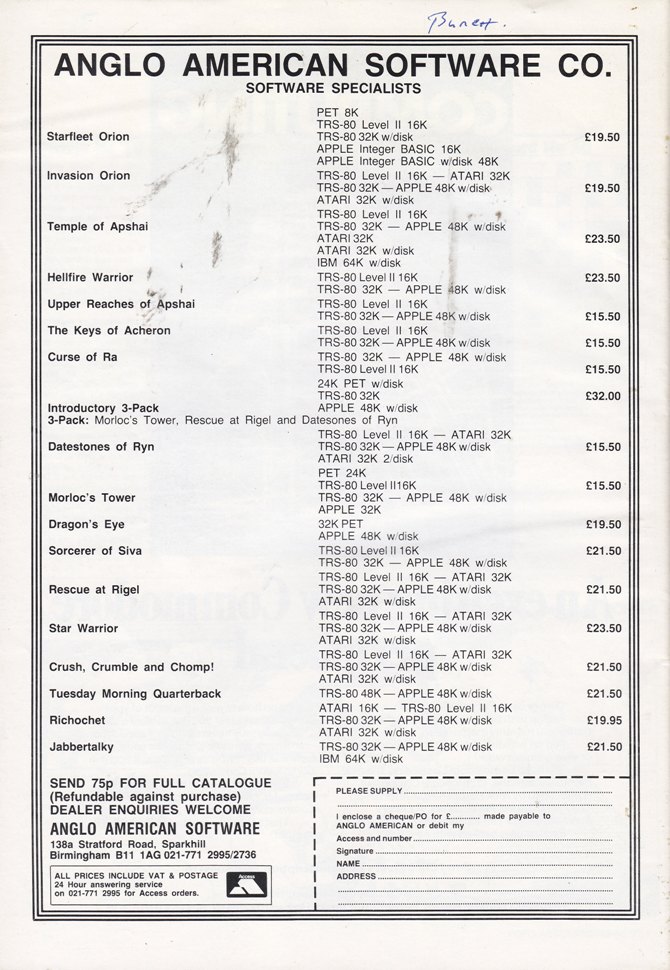 ANGLO AMERICAN SOFTWARE CO.
SOFTWARE SPECIALISTS
PET 8K
TRS-80 Level II 16K
Starfleet Orion TRS-80 32K w/disk £19.50
APPLE Integer BASIC 16K
APPLE Integer BASIC w/disk 48K
Invasion Orion TRS-80 Level II 16K — ATARI 32K
TRS-80 32K — APPLE 48K w/disk £19.50
ATARI 32K w/disk
TRS-80 Level II 16K
Temple of Apshai TRS-80 32K — APPLE 48K w/disk
ATARI 32K £23.50
ATARI 32K w/disk
IBM 64K w/disk
Hellfire Warrior TRS-80 Level II 16K £23.50
TRS-80 32K — APPLE 48K w/disk
Upper Reaches of Apshai TRS-80 Level II 16K
TRS-80 32K — APPLE 48K w/disk £15.50
The Keys of Acheron TRS-80 Level II 16K
TRS-80 32K — APPLE 48K w/disk £15.50
Curse of Ra TRS-80 32K — APPLE 48K w/disk
TRS-80 Level II 16K £15.50
24K PET w/disk
TRS-80 32K £32.00
Introductory 3-Pack APPLE 48K w/disk
3-Pack: Morloc's Tower, Rescue at Rigel and Datesones of Ryn
TRS-80 Level II 16K — ATARI 32K
Datestones of Ryn TRS-80 32K — APPLE 48K w/disk £15.50
ATARI 32K 2/disk
PET 24K
TRS-80 Level II16K £15.50
Morloc's Tower TRS-80 32K — APPLE 48K w/disk
APPLE 32K
Dragon's Eye 32K PET £19.50
APPLE 48K w/disk
Sorcerer of Siva TRS-80 Level II 16K £21.50
TRS-80 32K — APPLE 48K w/disk
TRS-80 Level II 16K — ATARI 32K
Rescue at Rigel TRS-80 32K — APPLE 48K w/disk £21.50
ATARI 32K w/disk
TRS-80 Level II 16K — ATARI 32K
Star Warrior TRS-80 32K — APPLE 48K w/disk £23.50
ATARI 32K w/disk
TRS-80 Level II 16K — ATARI 32K
Crush, Crumble and Chomp! TRS-80 32K — APPLE 48K w/disk £21.50
ATARI 32K w/disk
Tuesday Morning Quarterback TRS-80 48K — APPLE 48K w/disk £21.50
ATARI 16K — TRS-80 Level II 16K
Richochet TRS-80 32K — APPLE 48K w/disk £19.95
ATARI 32K w/disk
Jabbertalky TRS-80 32K — APPLE 48K w/disk £21.50
IBM 64K w/disk
SEND 75p FOR FULL CATALOGUE
(Refundable against purchase)
DEALER ENQUIRIES WELCOME
ANGLO AMERICAN SOFTWARE
138a Stratford Road, Sparkhill
Birmingham B11 1AG 021-771 2995/2736
ALL PRICES INCLUDE VAT & POSTAGE
24 Hour answering service
on 021-771 2995 for Access orders.
Access
PLEASE SUPPLY
I enclose a cheque/PO for £............ made payable to
ANGLO AMERICAN or debit my
Access and number
Signature
NAME
ADDRESS